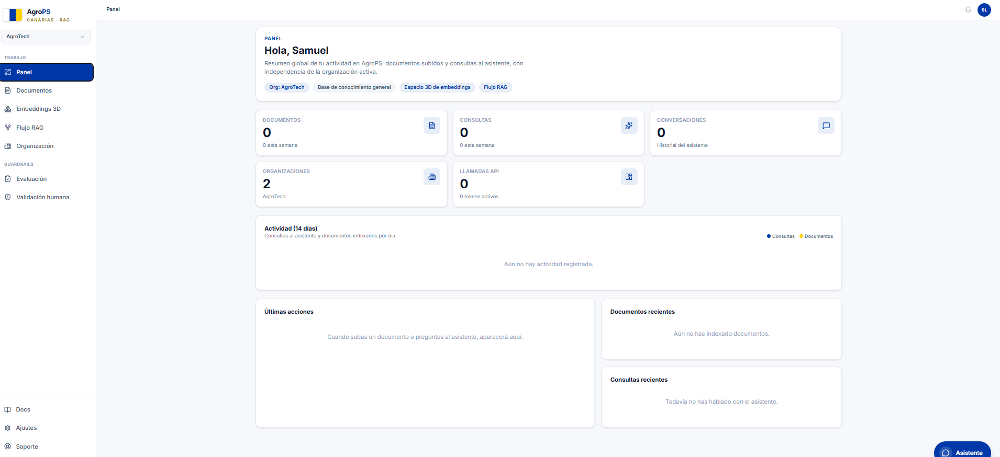 AgroPS
CANARIAS · RAG
AgroTech
TRABAJO
Panel
Documentos
Embeddings 3D
Flujo RAG
Organización
GUARDRAILS
Evaluación
Validación humana
Docs
Ajustes
Soporte
Panel
SL
PANEL
Hola, Samuel
Resumen global de tu actividad en AgroPS: documentos subidos y consultas al asistente, con
independencia de la organización activa.
Org: AgroTech
Base de conocimiento general
Espacio 3D de embeddings
Flujo RAG
DOCUMENTOS
0
0 esta semana
CONSULTAS
0
0 esta semana
CONVERSACIONES
0
Historial del asistente
ORGANIZACIONES
2
AgroTech
LLAMADAS API
0
0 tokens activos
Actividad (14 días)
Consultas al asistente y documentos indexados por día.
Consultas
Documentos
Aún no hay actividad registrada.
Últimas acciones
Cuando subas un documento o preguntes al asistente, aparecerá aquí.
Documentos recientes
Aún no has indexado documentos.
Consultas recientes
Todavía no has hablado con el asistente.
Asistente